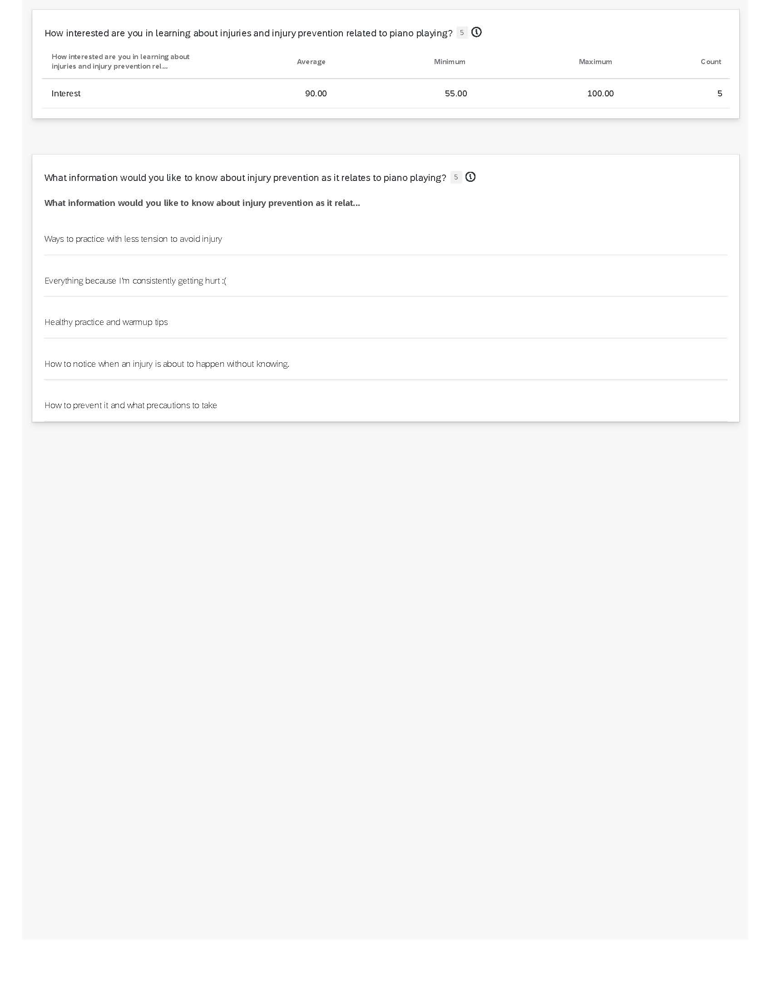 How interested are you in learning about injuries and injury prevention related to piano playing? 5
How interested are you in learning about
injuries and injury prevention rel...
Average Minimum Maximum Count
Interest 90.00 55.00 100.00 5
What information would you like to know about injury prevention as it relates to piano playing? 5
What information would you like to know about injury prevention as it relat...
Ways to practice with less tension to avoid injury
Everything because I'm consistently getting hurt :(
Healthy practice and warmup tips
How to notice when an injury is about to happen without knowing.
How to prevent it and what precautions to take